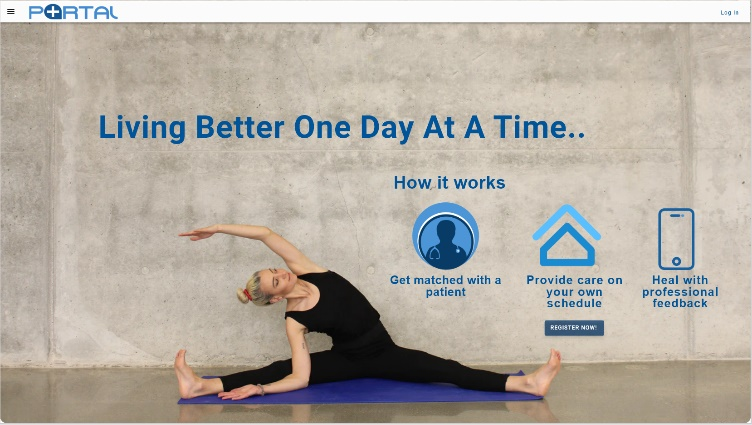 PORTAL
Log In
Living Better One Day At A Time..
How it works
Get matched with a
patient
Provide care on
your own
schedule
Heal with
professional
feedback
REGISTER NOW!